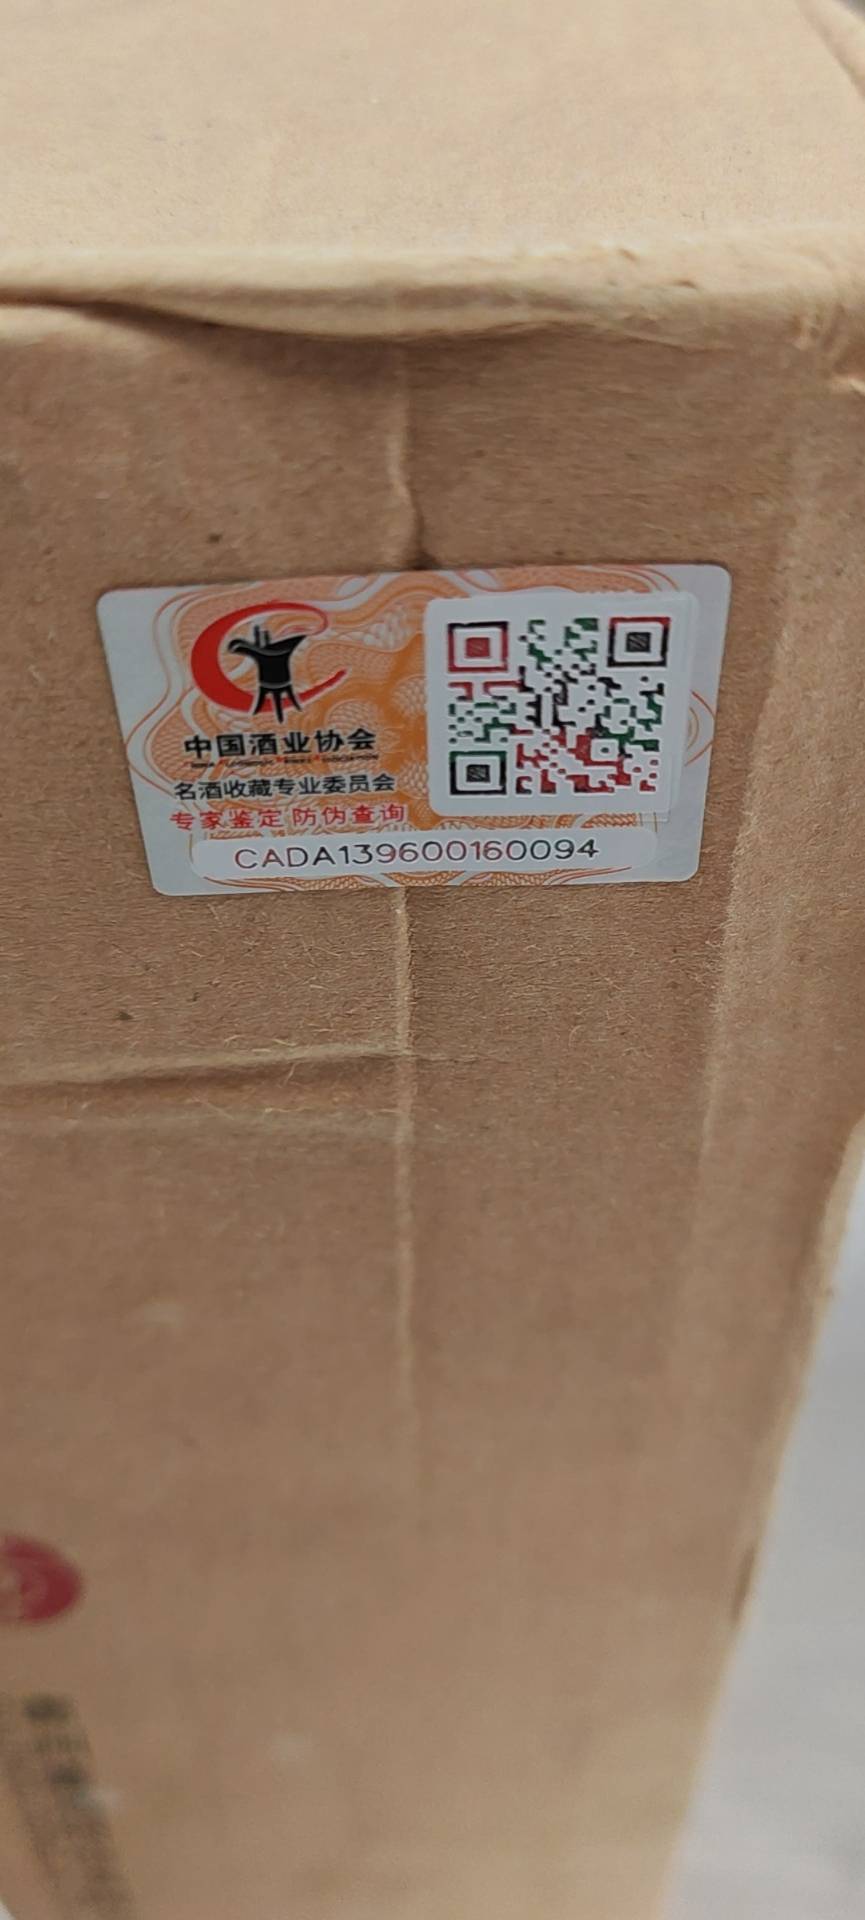 中国酒业协会
名酒收藏专业委员会
专家鉴定 防伪查询
CADA139600160094